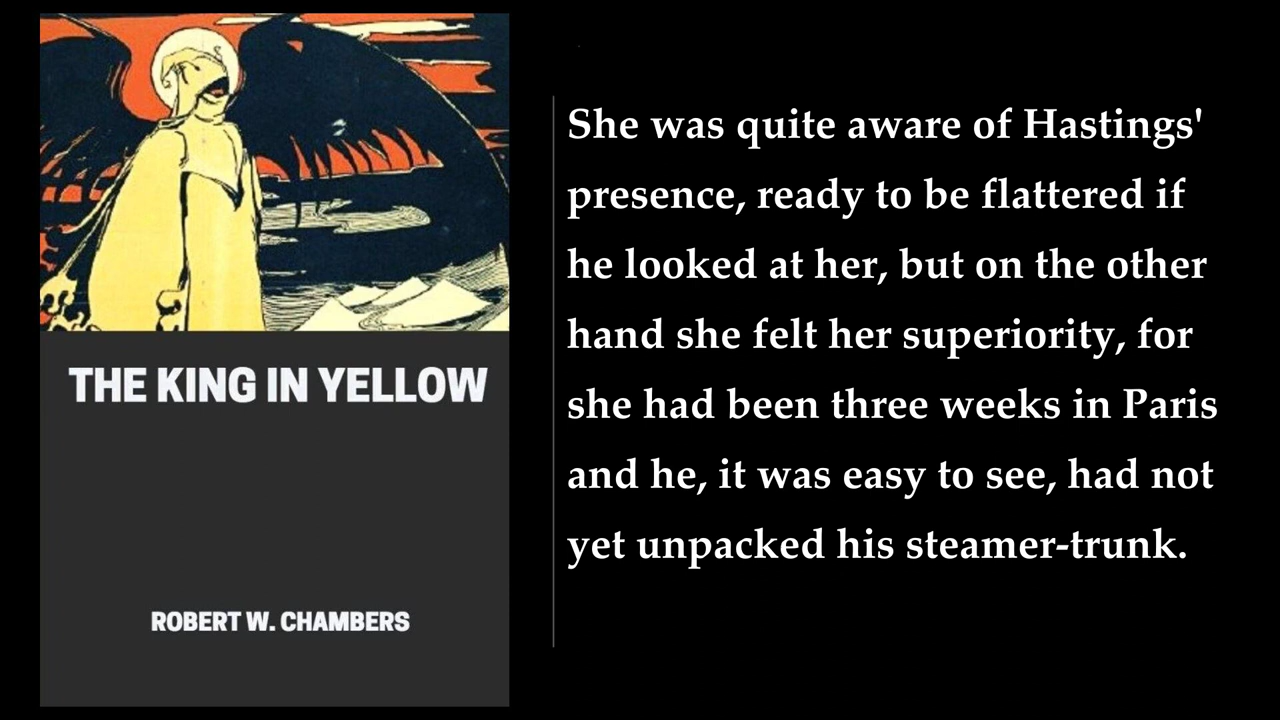 THE KING IN YELLOW
ROBERT W. CHAMBERS
She was quite aware of Hastings'
presence, ready to be flattered if
he looked at her, but on the other
hand she felt her superiority, for
she had been three weeks in Paris
and he, it was easy to see, had not
yet unpacked his steamer-trunk.